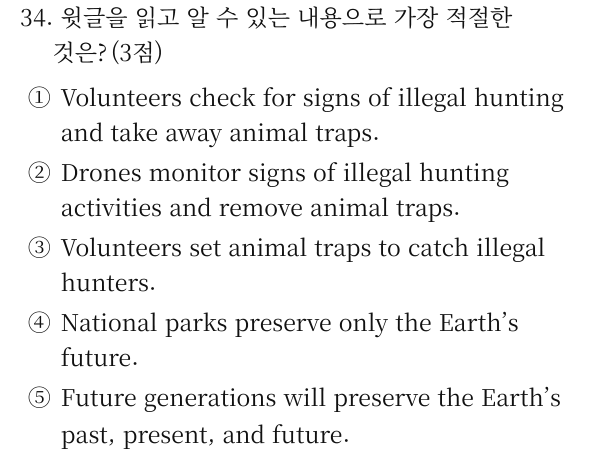 34. 윗글을 읽고 알 수 있는 내용으로 가장 적절한
것은? (3점)
① Volunteers check for signs of illegal hunting
and take away animal traps.
② Drones monitor signs of illegal hunting
activities and remove animal traps.
③ Volunteers set animal traps to catch illegal
hunters.
④ National parks preserve only the Earth’s
future.
⑤ Future generations will preserve the Earth’s
past, present, and future.